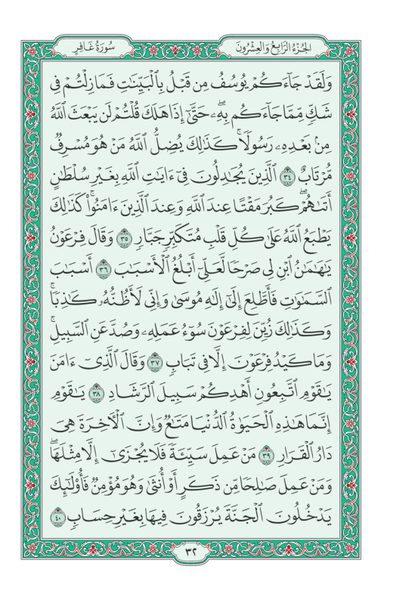 سُورَةُ غَافِرٍ
الجُزْءُ الرَّابِعُ وَالعِشْرُونَ
وَلَقَدْ جَآءَكُمْ يُوسُفُ مِن قَبْلُ بِٱلْبَيِّنَٰتِ فَمَا زِلْتُمْ فِى
شَكٍّ مِّمَّا جَآءَكُم بِهِۦ حَتَّىٰٓ إِذَا هَلَكَ قُلْتُمْ لَن يَبْعَثَ ٱللَّهُ
مِنۢ بَعْدِهِۦ رَسُولًا ۚ كَذَٰلِكَ يُضِلُّ ٱللَّهُ مَنْ هُوَ مُسْرِفٌ
مُّرْتَابٌ ٣٤ ٱلَّذِينَ يُجَٰدِلُونَ فِىٓ ءَايَٰتِ ٱللَّهِ بِغَيْرِ سُلْطَٰنٍ
أَتَىٰهُمْ ۖ كَبُرَ مَقْتًا عِندَ ٱللَّهِ وَعِندَ ٱلَّذِينَ ءَامَنُوا۟ ۚ كَذَٰلِكَ
يَطْبَعُ ٱللَّهُ عَلَىٰ كُلِّ قَلْبِ مُتَكَبِّرٍ جَبَّارٍ ٣٥ وَقَالَ فِرْعَوْنُ
يَٰهَٰمَٰنُ ٱبْنِ لِى صَرْحًا لَّعَلِّىٓ أَبْلُغُ ٱلْأَسْبَٰبَ ٣٦ أَسْبَٰبَ
ٱلسَّمَٰوَٰتِ فَأَطَّلِعَ إِلَىٰٓ إِلَٰهِ مُوسَىٰ وَإِنِّى لَأَظُنُّهُۥ كَٰذِبًا ۚ
وَكَذَٰلِكَ زُيِّنَ لِفِرْعَوْنَ سُوٓءُ عَمَلِهِۦ وَصُدَّ عَنِ ٱلسَّبِيلِ ۚ
وَمَا كَيْدُ فِرْعَوْنَ إِلَّا فِى تَبَابٍ ٣٧ وَقَالَ ٱلَّذِىٓ ءَامَنَ
يَٰقَوْمِ ٱتَّبِعُونِ أَهْدِكُمْ سَبِيلَ ٱلرَّشَادِ ٣٨ يَٰقَوْمِ
إِنَّمَا هَٰذِهِ ٱلْحَيَوٰةُ ٱلدُّنْيَا مَتَٰعٌ وَإِنَّ ٱلْءَاخِرَةَ هِىَ
دَارُ ٱلْقَرَارِ ٣٩ مَنْ عَمِلَ سَيِّئَةً فَلَا يُجْزَىٰٓ إِلَّا مِثْلَهَا ۖ
وَمَنْ عَمِلَ صَٰلِحًا مِّن ذَكَرٍ أَوْ أُنثَىٰ وَهُوَ مُؤْمِنٌ فَأُو۟لَٰٓئِكَ
يَدْخُلُونَ ٱلْجَنَّةَ يُرْزَقُونَ فِيهَا بِغَيْرِ حِسَابٍ ٤٠
٣٢